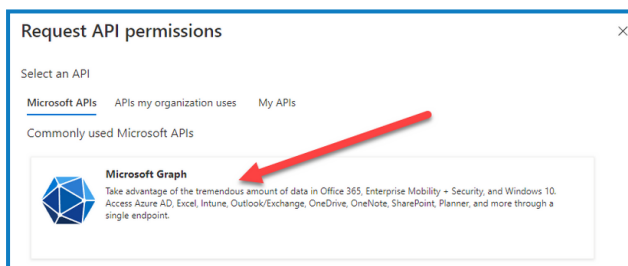 Request API permissions
Select an API
Microsoft APIs APIs my organization uses My APIs
Commonly used Microsoft APIs
Microsoft Graph
Take advantage of the tremendous amount of data in Office 365, Enterprise Mobility + Security, and Windows 10.
Access Azure AD, Excel, Intune, Outlook/Exchange, OneDrive, OneNote, SharePoint, Planner, and more through a
single endpoint.